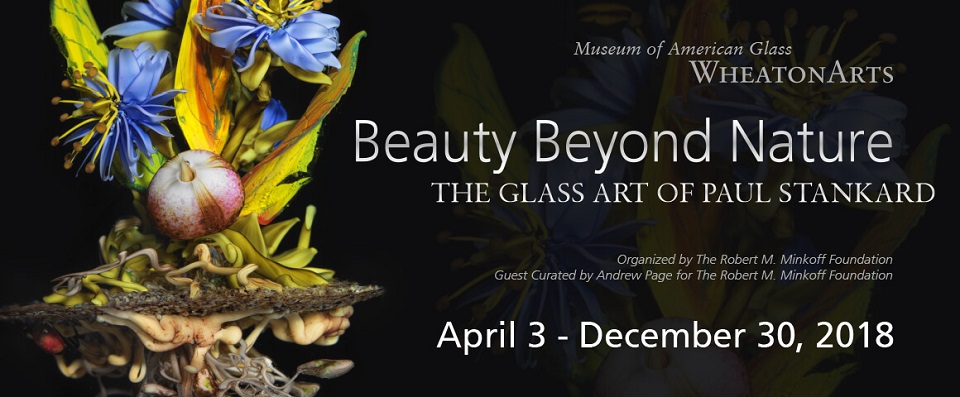 Museum of American Glass
WHEATONARTS
Beauty Beyond Nature
THE GLASS ART OF PAUL STANKARD
Organized by The Robert M. Minkoff Foundation
Guest Curated by Andrew Page for The Robert M. Minkoff Foundation
April 3 - December 30, 2018